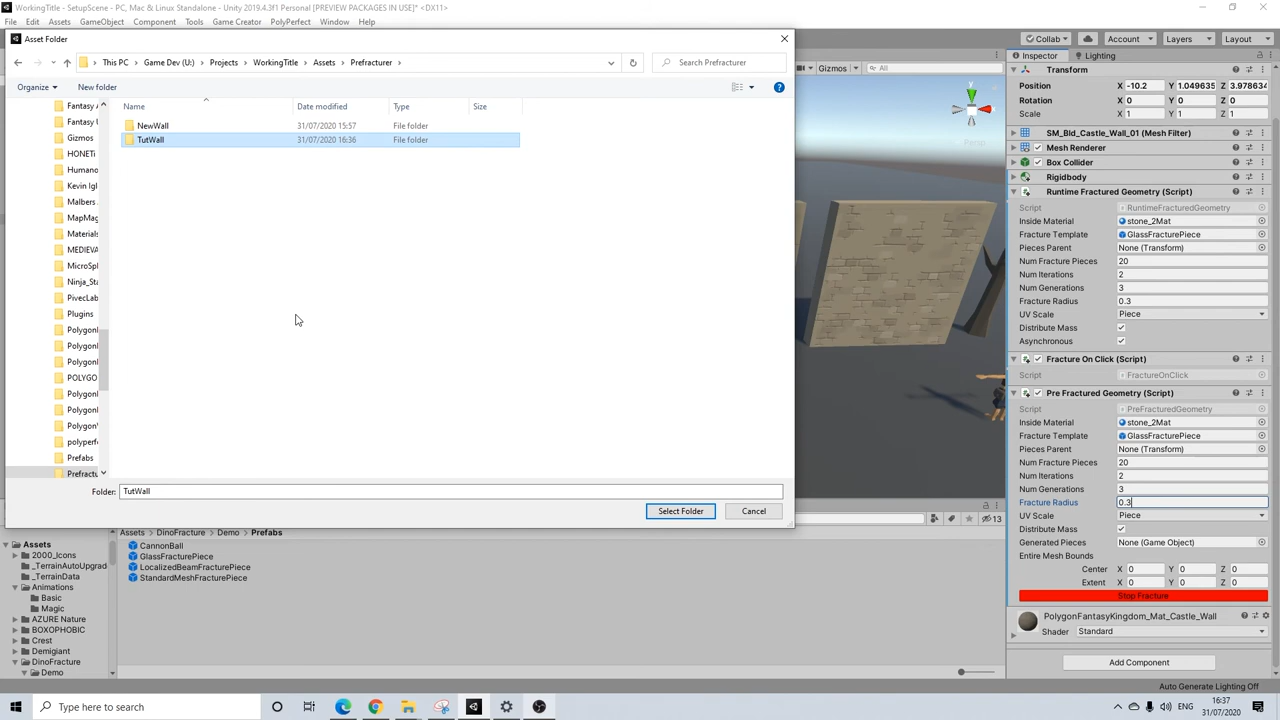 WorkingTitle - SetupScene - PC, Mac & Linux Standalone - Unity 2019.4.3f1 Personal [PREVIEW PACKAGES IN USE]* <DX11>
File Edit Assets GameObject Component Tools Game Creator PolyPerfect Window Help
Asset Folder
This PC Game Dev (U:) Projects WorkingTitle Assets Prefracturer
Search Prefracturer
Organize New folder
Name Date modified Type Size
NewWall 31/07/2020 15:57 File folder
TutWall 31/07/2020 16:36 File folder
Fantasy
Fantasy
Gizmos
HONETi
Humano
Kevin Igl
Malbers
MapMag
Materials
MEDIEVA
MicroSpl
Ninja_Sta
PivecLab
Plugins
PolygonI
PolygonI
PolygonI
POLYGO
PolygonI
PolygonI
PolygonV
polyperfe
Prefabs
Prefractu
Folder: TutWall
Select Folder Cancel
Collab Account Layers Layout
Gizmos All
Persp
Inspector Lighting
Transform
Position X -10.2 Y 1.049635 Z 3.978634
Rotation X 0 Y 0 Z 0
Scale X 1 Y 1 Z 1
SM_Bld_Castle_Wall_01 (Mesh Filter)
Mesh Renderer
Box Collider
Rigidbody
Runtime Fractured Geometry (Script)
Script RuntimeFracturedGeometry
Inside Material stone_2Mat
Fracture Template GlassFracturePiece
Pieces Parent None (Transform)
Num Fracture Pieces 20
Num Iterations 2
Num Generations 3
Fracture Radius 0.3
UV Scale Piece
Distribute Mass
Asynchronous
Fracture On Click (Script)
Script FractureOnClick
Pre Fractured Geometry (Script)
Script PreFracturedGeometry
Inside Material stone_2Mat
Fracture Template GlassFracturePiece
Pieces Parent None (Transform)
Num Fracture Pieces 20
Num Iterations 2
Num Generations 3
Fracture Radius 0.3
UV Scale Piece
Distribute Mass
Generated Pieces None (Game Object)
Entire Mesh Bounds
Center X 0 Y 0 Z 0
Extent X 0 Y 0 Z 0
Stop Fracture
PolygonFantasyKingdom_Mat_Castle_Wall
Shader Standard
Add Component
13
Assets DinoFracture Demo Prefabs
CannonBall
GlassFracturePiece
LocalizedBeamFracturePiece
StandardMeshFracturePiece
Assets
2000_Icons
_TerrainAutoUpgrad
_TerrainData
Animations
Basic
Magic
AZURE Nature
BOXOPHOBIC
Crest
Demigiant
DinoFracture
Demo
Auto Generate Lighting Off
Type here to search
16:37
31/07/2020